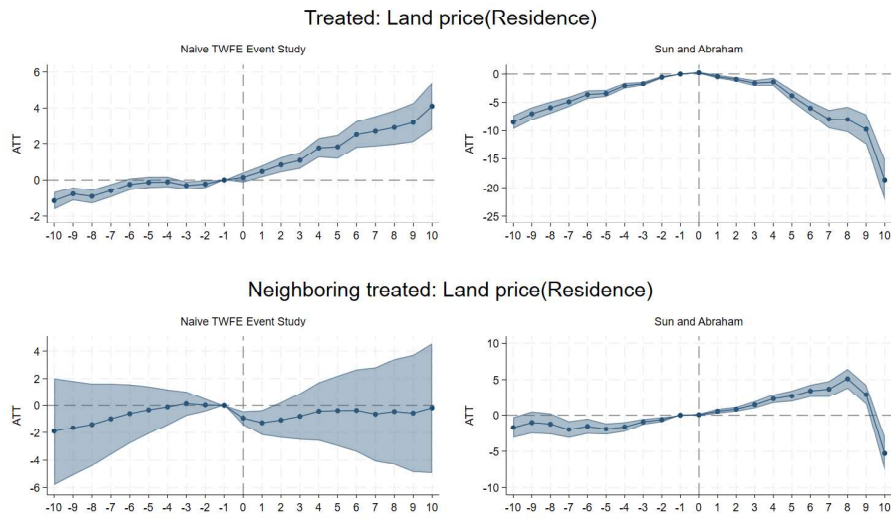 Treated: Land price(Residence)
Naive TWFE Event Study
ATT
6
4
2
0
-2
-10 -9 -8 -7 -6 -5 -4 -3 -2 -1 0 1 2 3 4 5 6 7 8 9 10
Sun and Abraham
ATT
0
-5
-10
-15
-20
-25
-10 -9 -8 -7 -6 -5 -4 -3 -2 -1 0 1 2 3 4 5 6 7 8 9 10
Neighboring treated: Land price(Residence)
Naive TWFE Event Study
ATT
4
2
0
-2
-4
-6
-10 -9 -8 -7 -6 -5 -4 -3 -2 -1 0 1 2 3 4 5 6 7 8 9 10
Sun and Abraham
ATT
10
5
0
-5
-10
-10 -9 -8 -7 -6 -5 -4 -3 -2 -1 0 1 2 3 4 5 6 7 8 9 10